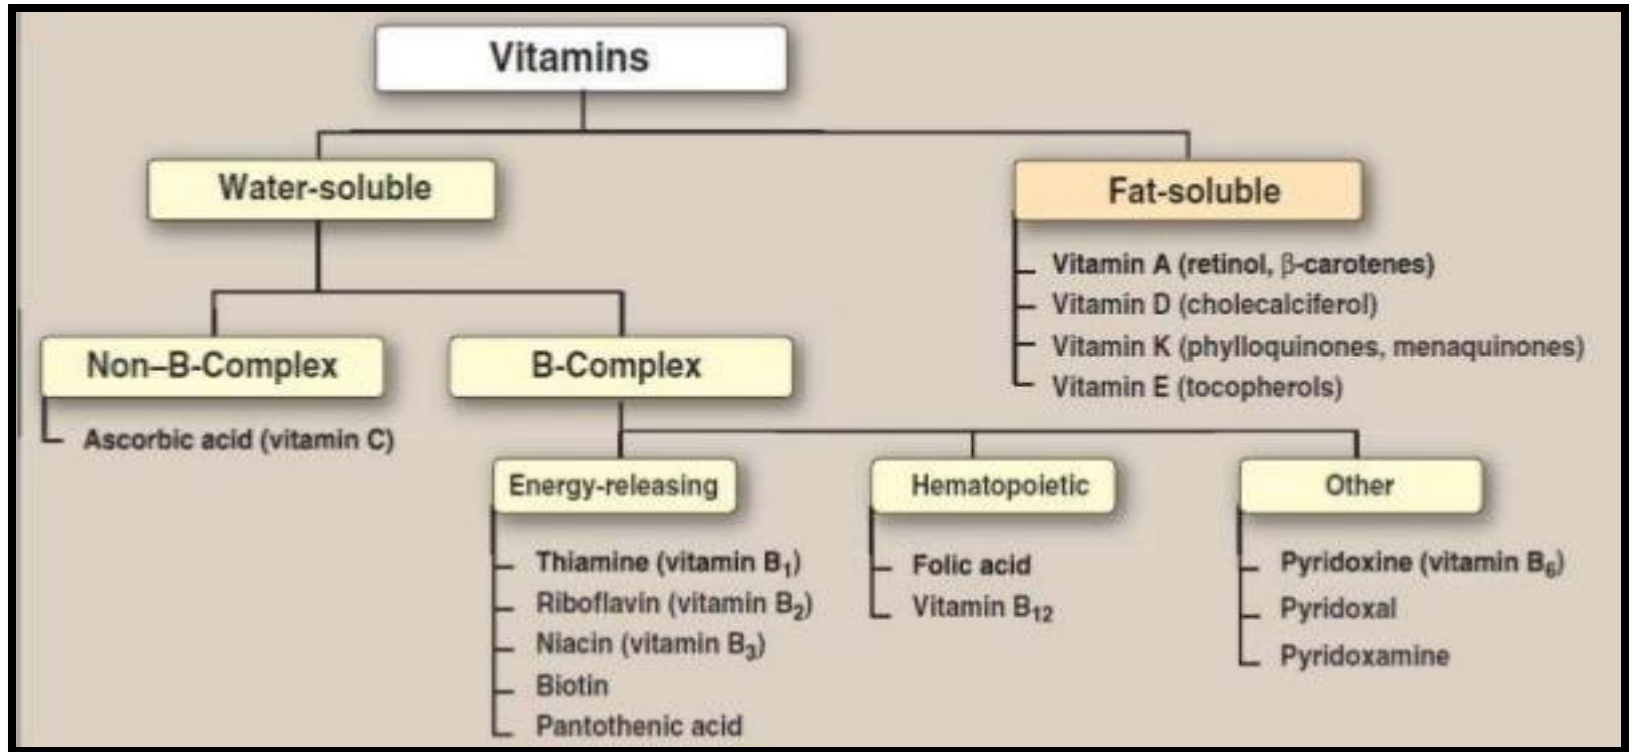 Vitamins
Water-soluble
Fat-soluble
Vitamin A (retinol, β-carotenes)
Vitamin D (cholecalciferol)
Vitamin K (phylloquinones, menaquinones)
Vitamin E (tocopherols)
Non–B-Complex
Ascorbic acid (vitamin C)
B-Complex
Energy-releasing
Thiamine (vitamin B₁)
Riboflavin (vitamin B₂)
Niacin (vitamin B₃)
Biotin
Pantothenic acid
Hematopoietic
Folic acid
Vitamin B₁₂
Other
Pyridoxine (vitamin B₆)
Pyridoxal
Pyridoxamine